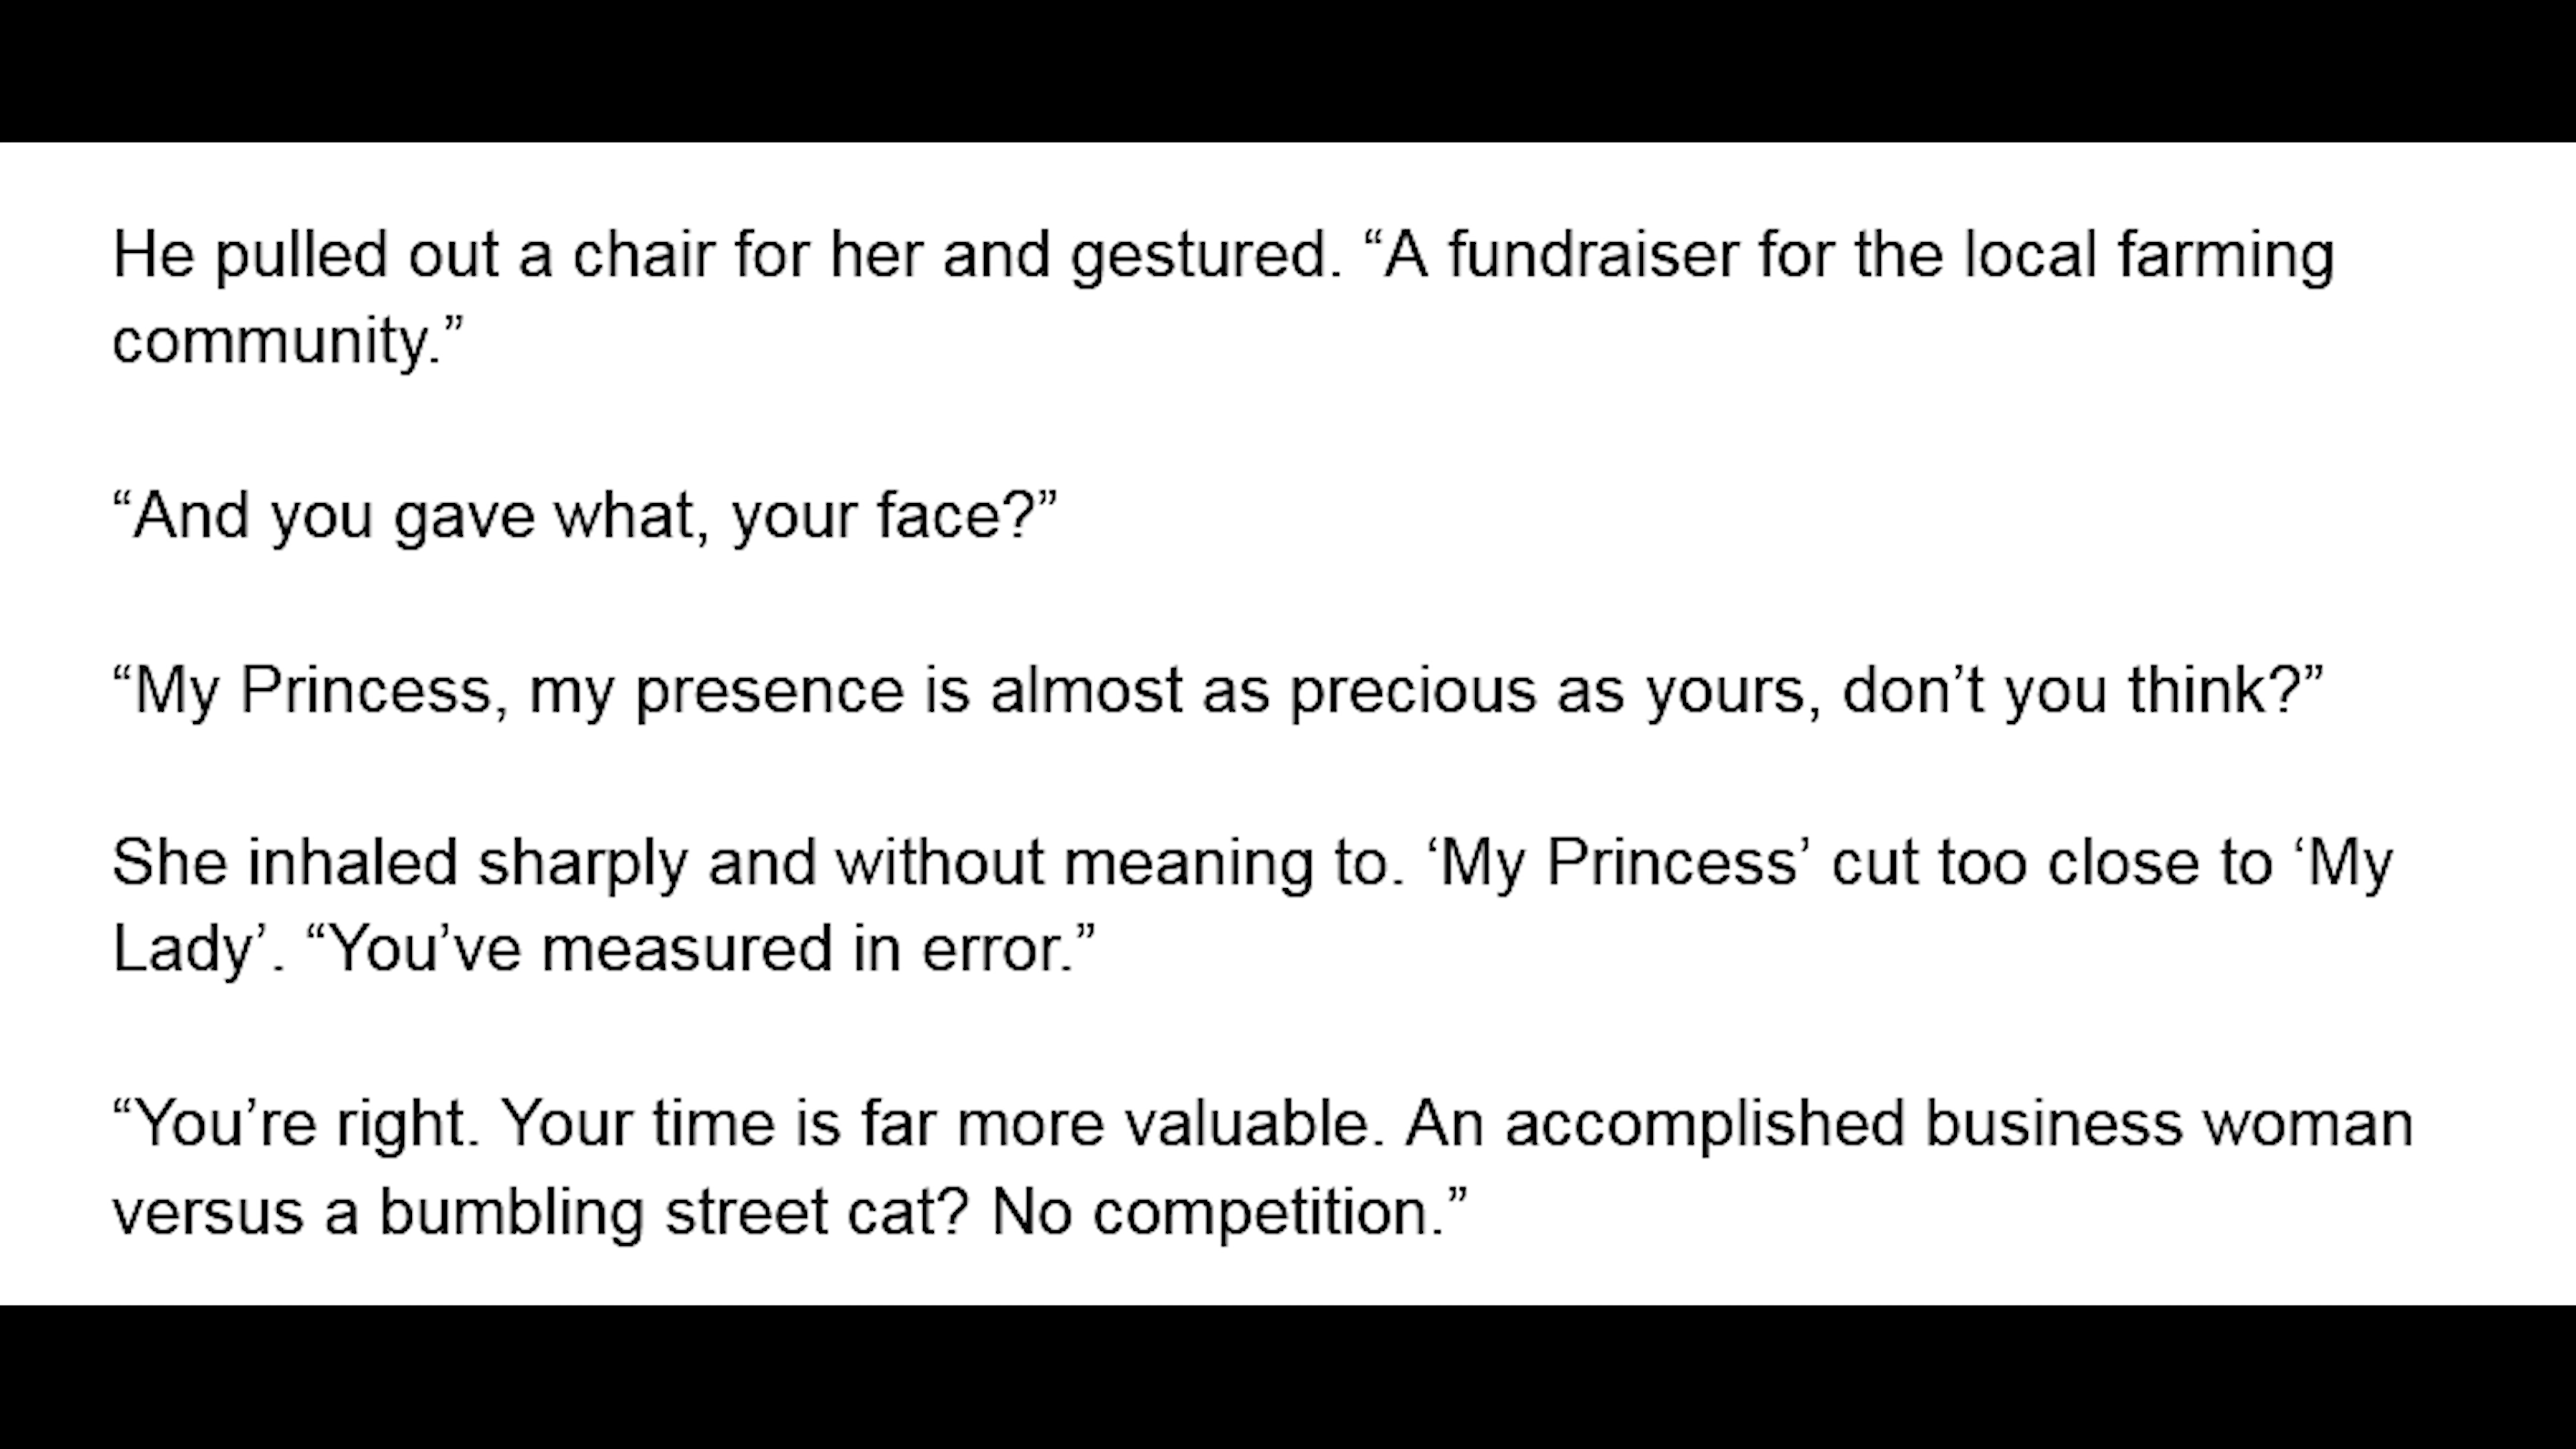 He pulled out a chair for her and gestured. “A fundraiser for the local farming
community.”
“And you gave what, your face?”
“My Princess, my presence is almost as precious as yours, don’t you think?”
She inhaled sharply and without meaning to. ‘My Princess’ cut too close to ‘My
Lady’. “You’ve measured in error.”
“You’re right. Your time is far more valuable. An accomplished business woman
versus a bumbling street cat? No competition.”